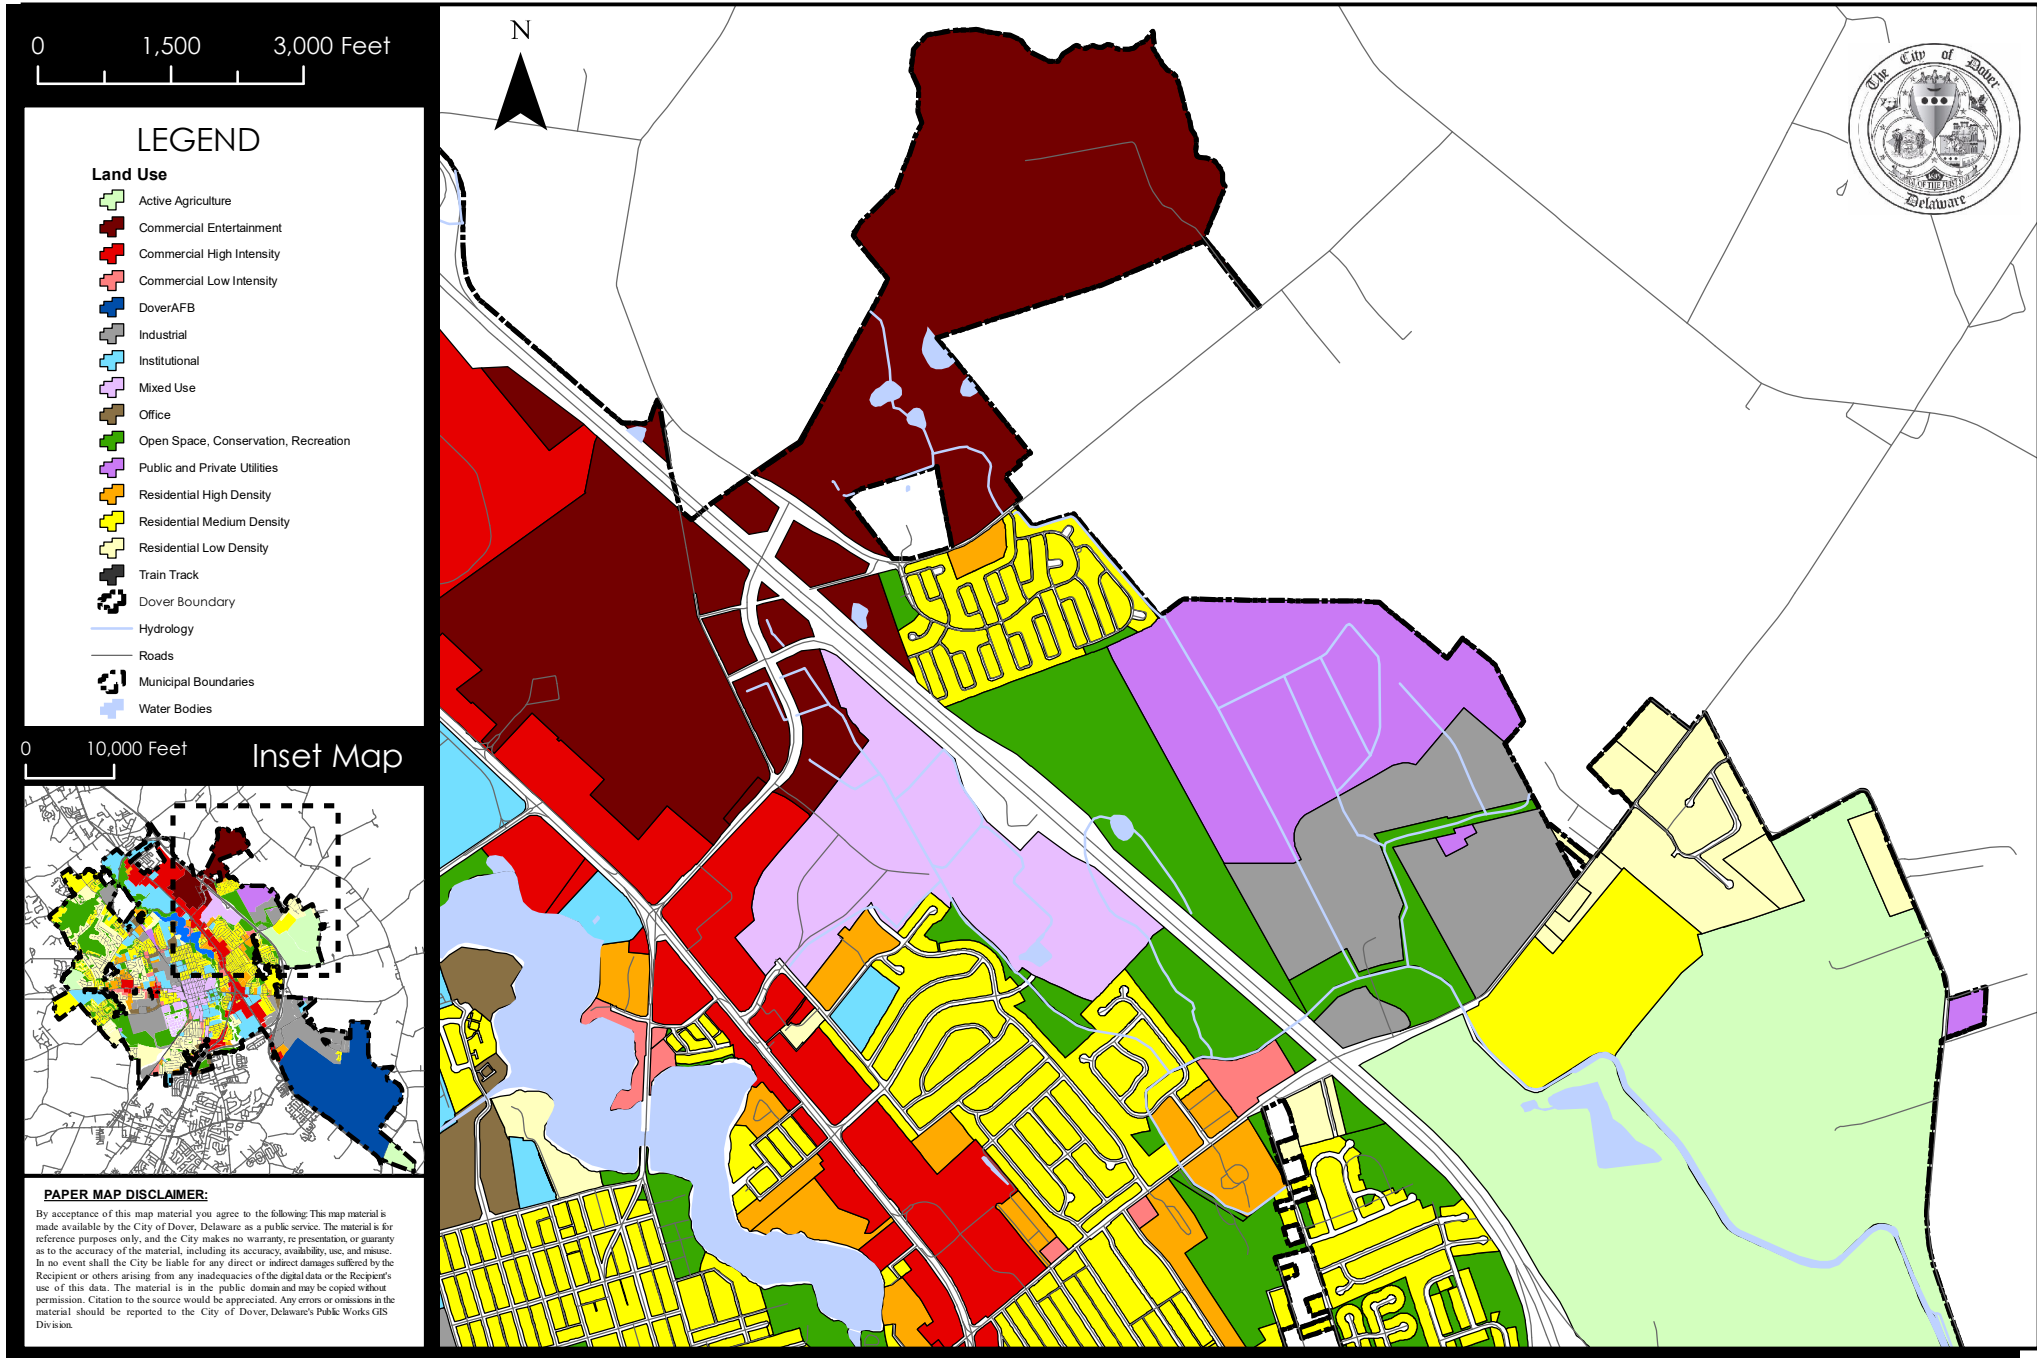 0 1,500 3,000 Feet
LEGEND
Land Use
Active Agriculture
Commercial Entertainment
Commercial High Intensity
Commercial Low Intensity
DoverAFB
Industrial
Institutional
Mixed Use
Office
Open Space, Conservation, Recreation
Public and Private Utilities
Residential High Density
Residential Medium Density
Residential Low Density
Train Track
Dover Boundary
Hydrology
Roads
Municipal Boundaries
Water Bodies
0 10,000 Feet
Inset Map
PAPER MAP DISCLAIMER:
By acceptance of this map material you agree to the following: This map material is
made available by the City of Dover, Delaware as a public service. The material is for
reference purposes only, and the City makes no warranty, re presentation, or guaranty
as to the accuracy of the material, including its accuracy, availability, use, and misuse.
In no event shall the City be liable for any direct or indirect damages suffered by the
Recipient or others arising from any inadequacies of the digital data or the Recipient's
use of this data. The material is in the public domain and may be copied without
permission. Citation to the source would be appreciated. Any errors or omissions in the
material should be reported to the City of Dover, Delaware's Public Works GIS
Division.
N
The City of Dober
Delaware